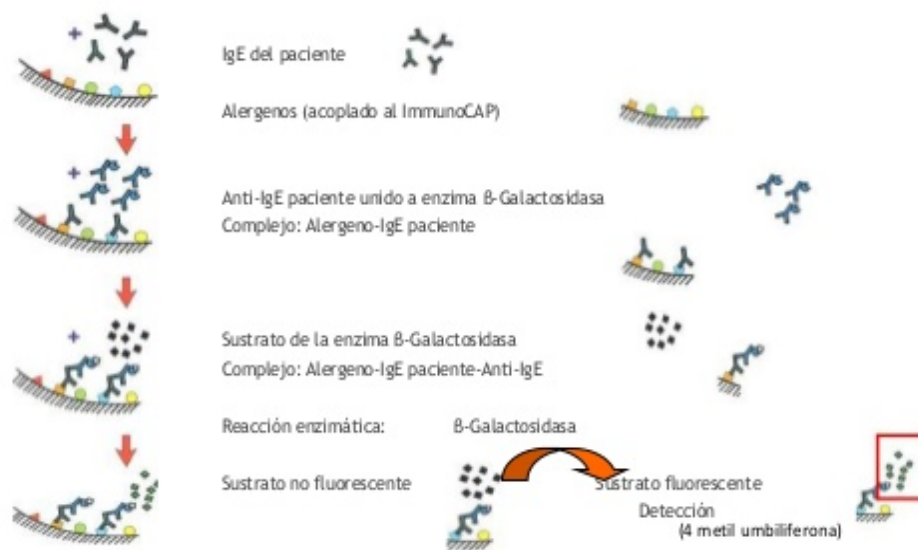 IgE del paciente
Alergenos (acoplado al ImmunoCAP)
Anti-IgE paciente unido a enzima ß-Galactosidasa
Complejo: Alergeno-IgE paciente
Sustrato de la enzima ß-Galactosidasa
Complejo: Alergeno-IgE paciente-Anti-IgE
Reacción enzimática: ß-Galactosidasa
Sustrato no fluorescente Sustrato fluorescente
Detección
(4 metil umbiliferona)